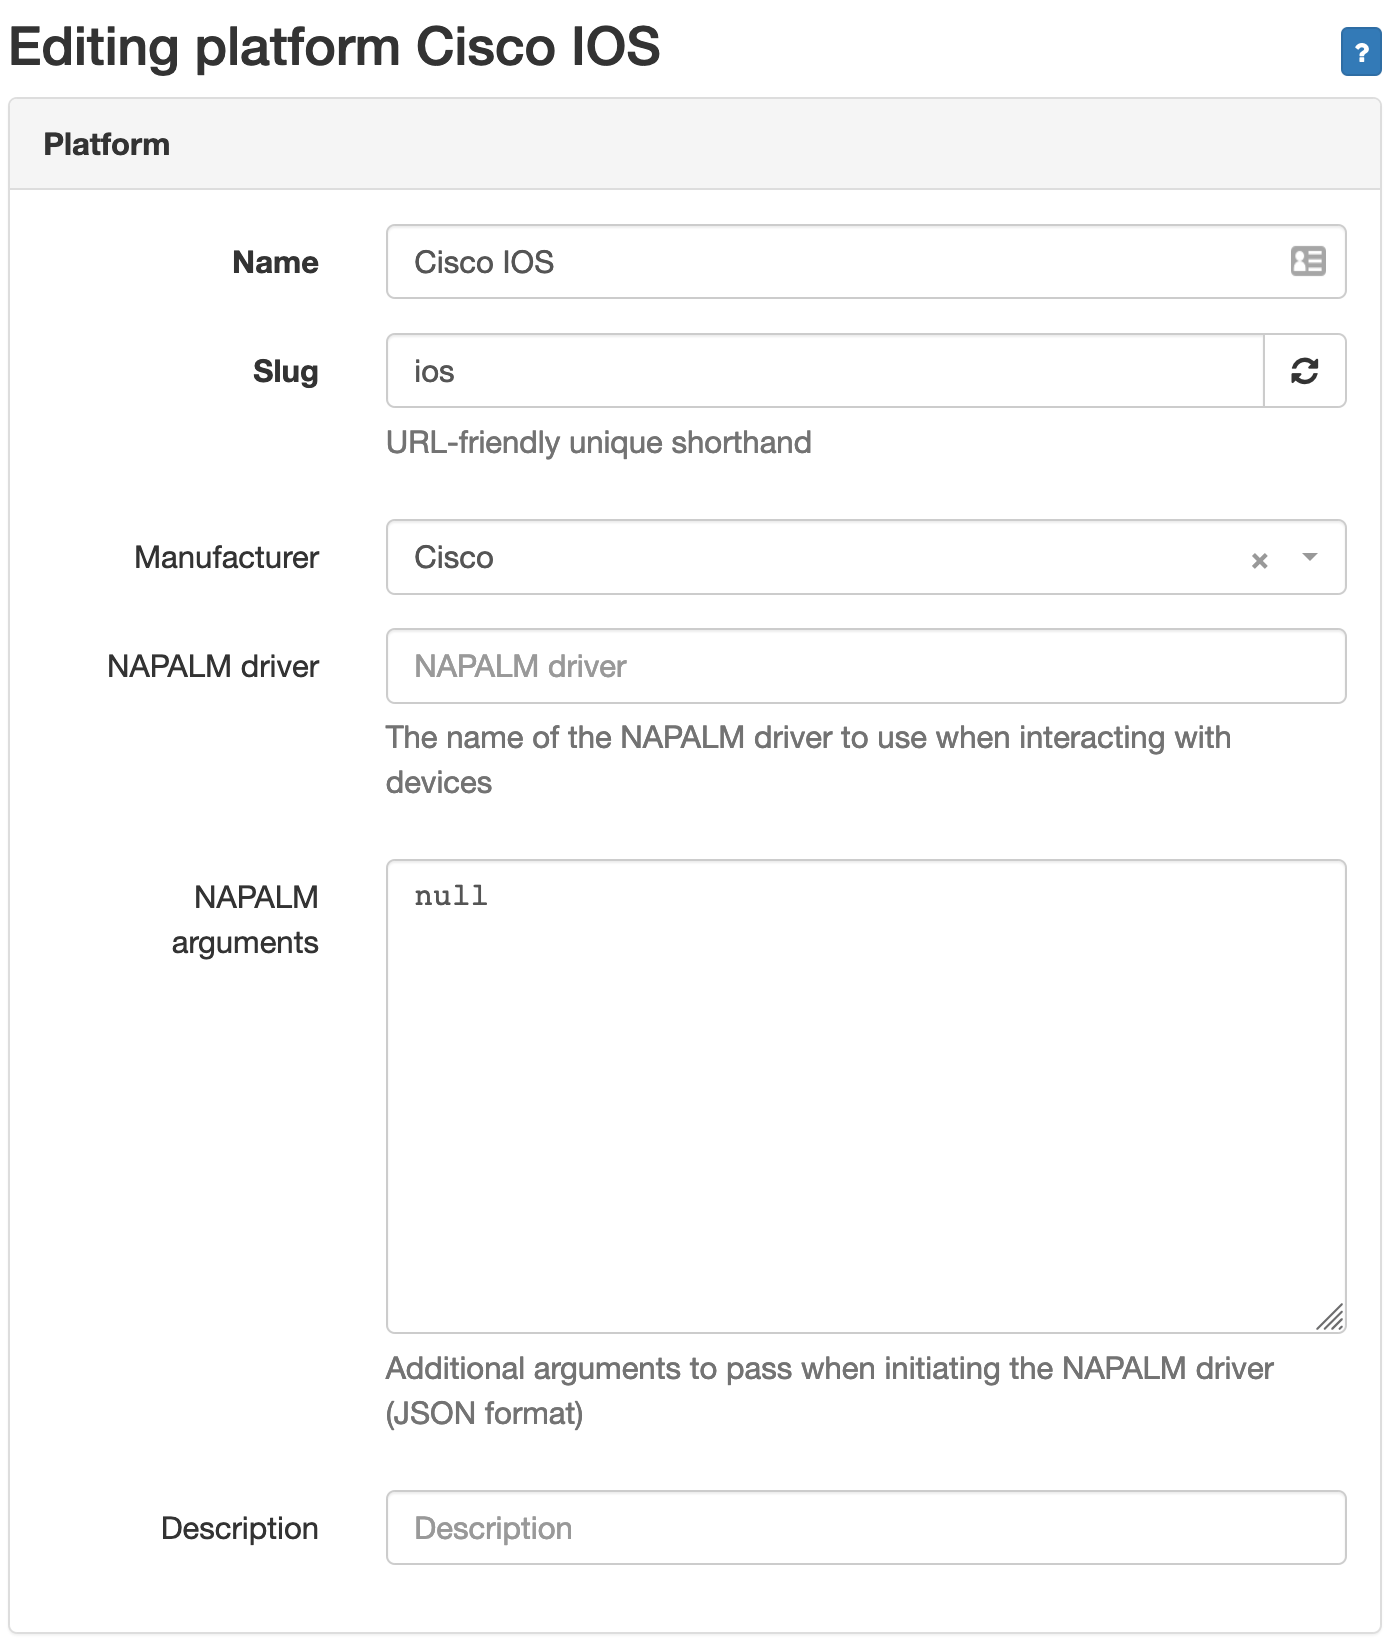 Editing platform Cisco IOS
?
Platform
Name
Cisco IOS
Slug
ios
URL-friendly unique shorthand
Manufacturer
Cisco
NAPALM driver
NAPALM driver
The name of the NAPALM driver to use when interacting with
devices
NAPALM
arguments
null
Additional arguments to pass when initiating the NAPALM driver
(JSON format)
Description
Description